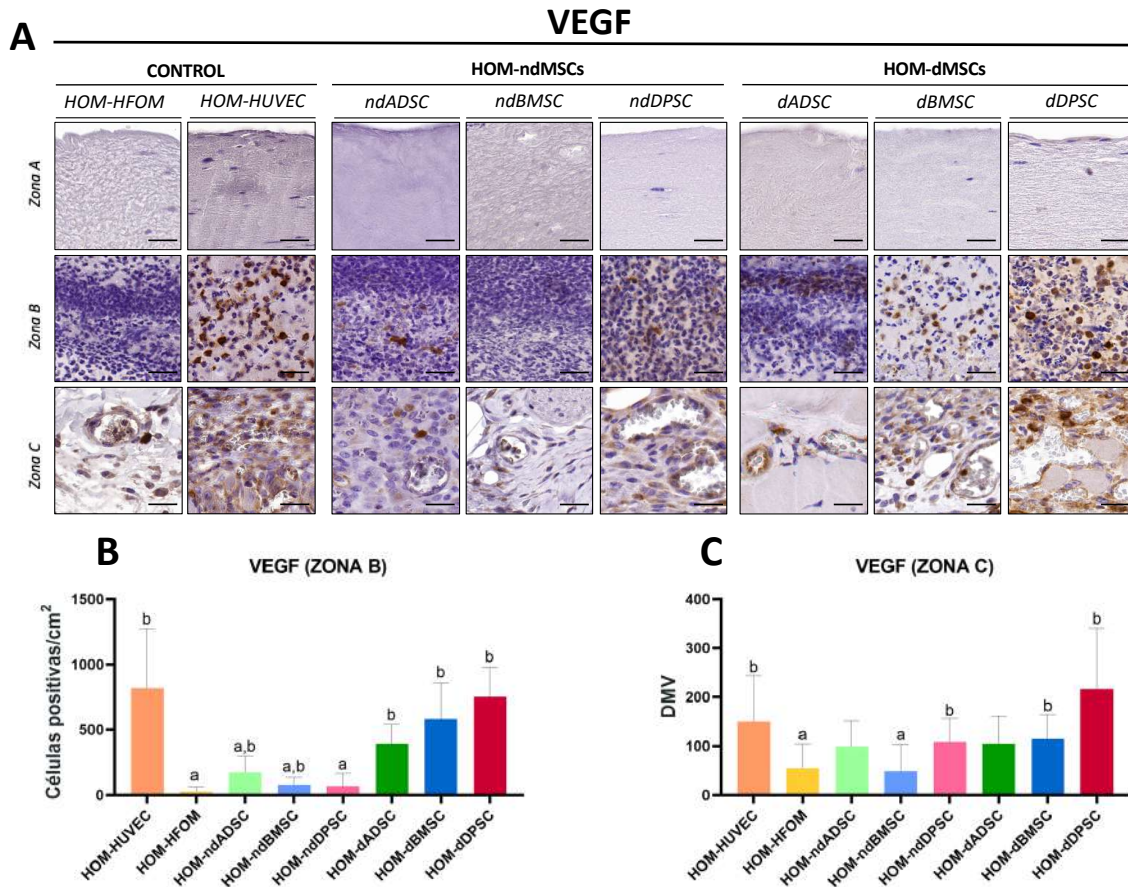 VEGF
A
CONTROL HOM-ndMSCs HOM-dMSCs
HOM-HFOM HOM-HUVEC ndADSC ndBMSC ndDPSC dADSC dBMSC dDPSC
Zona A
Zona B
Zona C
B
VEGF (ZONA B)
Células positivas/cm²
1500
1000
500
0
b
a
a,b
a,b
a
b
b
b
HOM-HUVEC
HOM-HFOM
HOM-ndADSC
HOM-ndBMSC
HOM-ndDPSC
HOM-dADSC
HOM-dBMSC
HOM-dDPSC
C
VEGF (ZONA C)
DMV
400
300
200
100
0
b
a
a
b
b
b
HOM-HUVEC
HOM-HFOM
HOM-ndADSC
HOM-ndBMSC
HOM-ndDPSC
HOM-dADSC
HOM-dBMSC
HOM-dDPSC